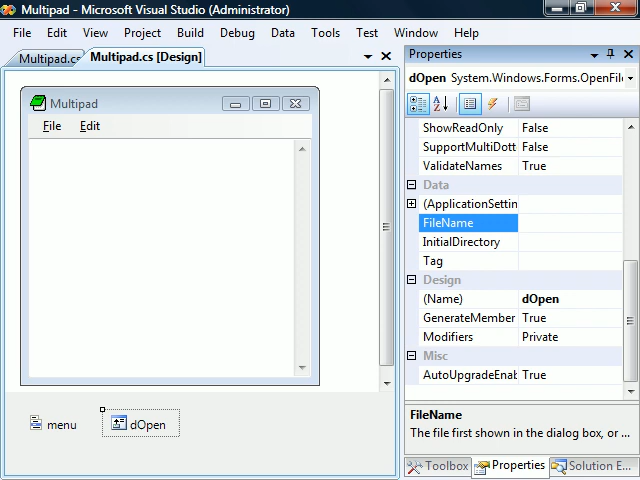 Multipad - Microsoft Visual Studio (Administrator)
File Edit View Project Build Debug Data Tools Test Window Help
Multipad.cs Multipad.cs [Design]
Multipad
File Edit
menu dOpen
Properties
dOpen System.Windows.Forms.OpenFil
ShowReadOnly False
SupportMultiDott False
ValidateNames True
Data
(ApplicationSettin
FileName
InitialDirectory
Tag
Design
(Name) dOpen
GenerateMember True
Modifiers Private
Misc
AutoUpgradeEnab True
FileName
The file first shown in the dialog box, or ...
Toolbox Properties Solution E...